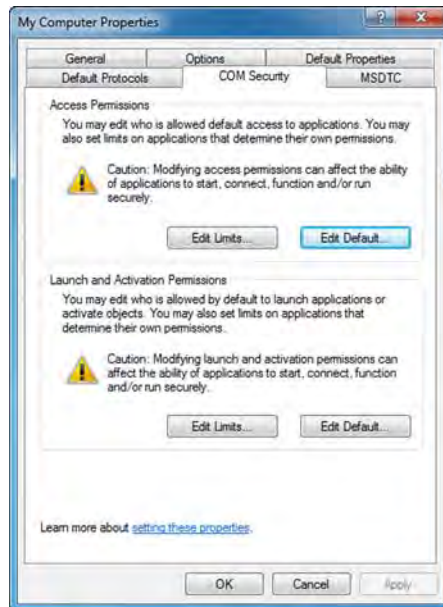 My Computer Properties
General
Options
Default Properties
Default Protocols
COM Security
MSDTC
Access Permissions
You may edit who is allowed default access to applications. You may
also set limits on applications that determine their own permissions.
Caution: Modifying access permissions can affect the ability
of applications to start, connect, function and/or run
securely.
Edit Limits...
Edit Default...
Launch and Activation Permissions
You may edit who is allowed by default to launch applications or
activate objects. You may also set limits on applications that
determine their own permissions.
Caution: Modifying launch and activation permissions can
affect the ability of applications to start, connect, function
and/or run securely.
Edit Limits...
Edit Default...
Learn more about setting these properties.
OK
Cancel
Apply